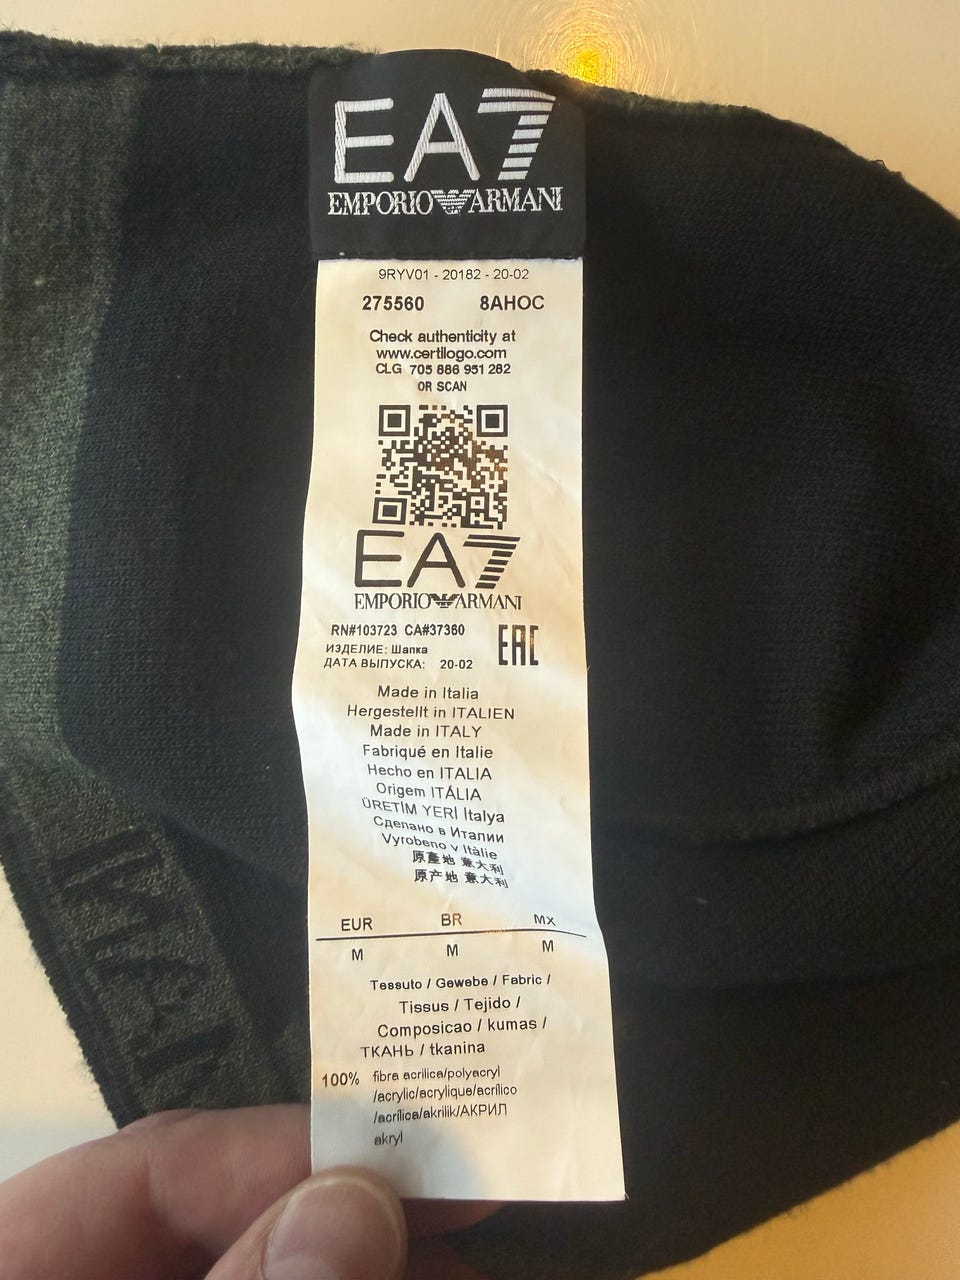 EA7
EMPORIO ARMANI
9RYV01 - 20182 - 20-02
275560 8AHOC
Check authenticity at
www.certilogo.com
CLG 705 886 951 282
OR SCAN
EA7
EMPORIO ARMANI
RN#103723 CA#37360
EAC
ИЗДЕЛИЕ: Шапка
ДАТА ВЫПУСКА: 20-02
Made in Italia
Hergestellt in ITALIEN
Made in ITALY
Fabriqué en Italie
Hecho en ITALIA
Origem ITÁLIA
ÜRETİM YERİ İtalya
Сделано в Италии
Vyrobeno v Itálie
原產地 意大利
原产地 意大利
EUR BR MX
M M M
Tessuto / Gewebe / Fabric /
Tissus / Tejido /
Composicao / kumas /
ТКАНЬ / tkanina
100% fibra acrilica/polyacryl
/acrylic/acrylique/acrílico
/acrílica/akrilik/АКРИЛ
akryl